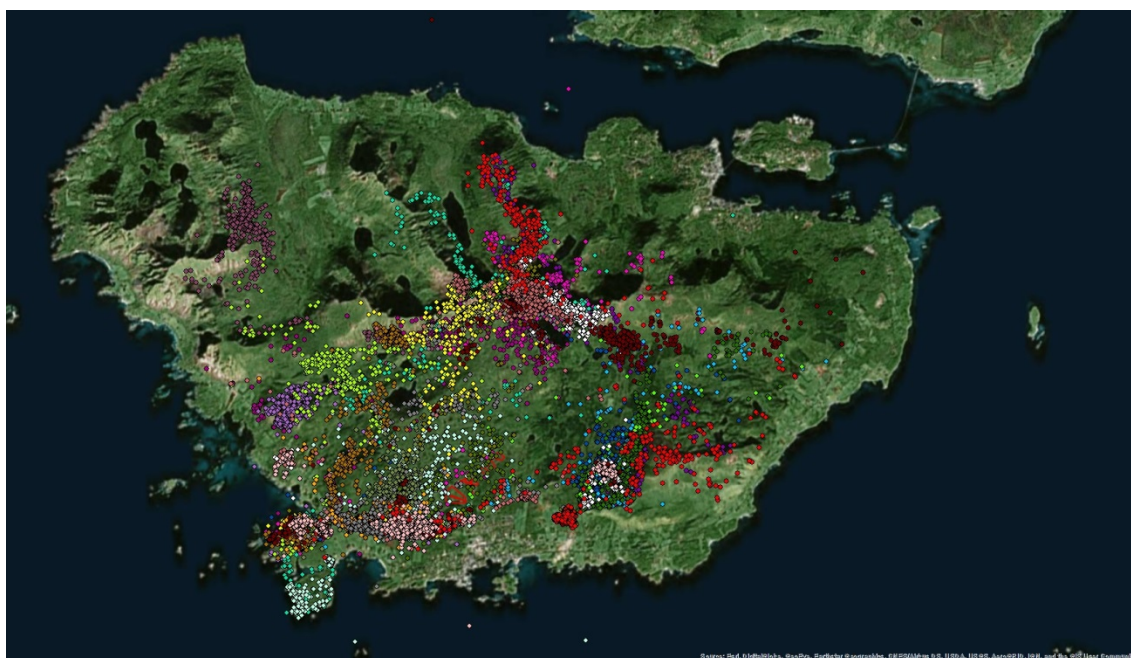 Source: Esri, DigitalGlobe, GeoEye, Earthstar Geographics, CNES/Airbus DS, USDA, USGS, AeroGRID, IGN, and the GIS User Community